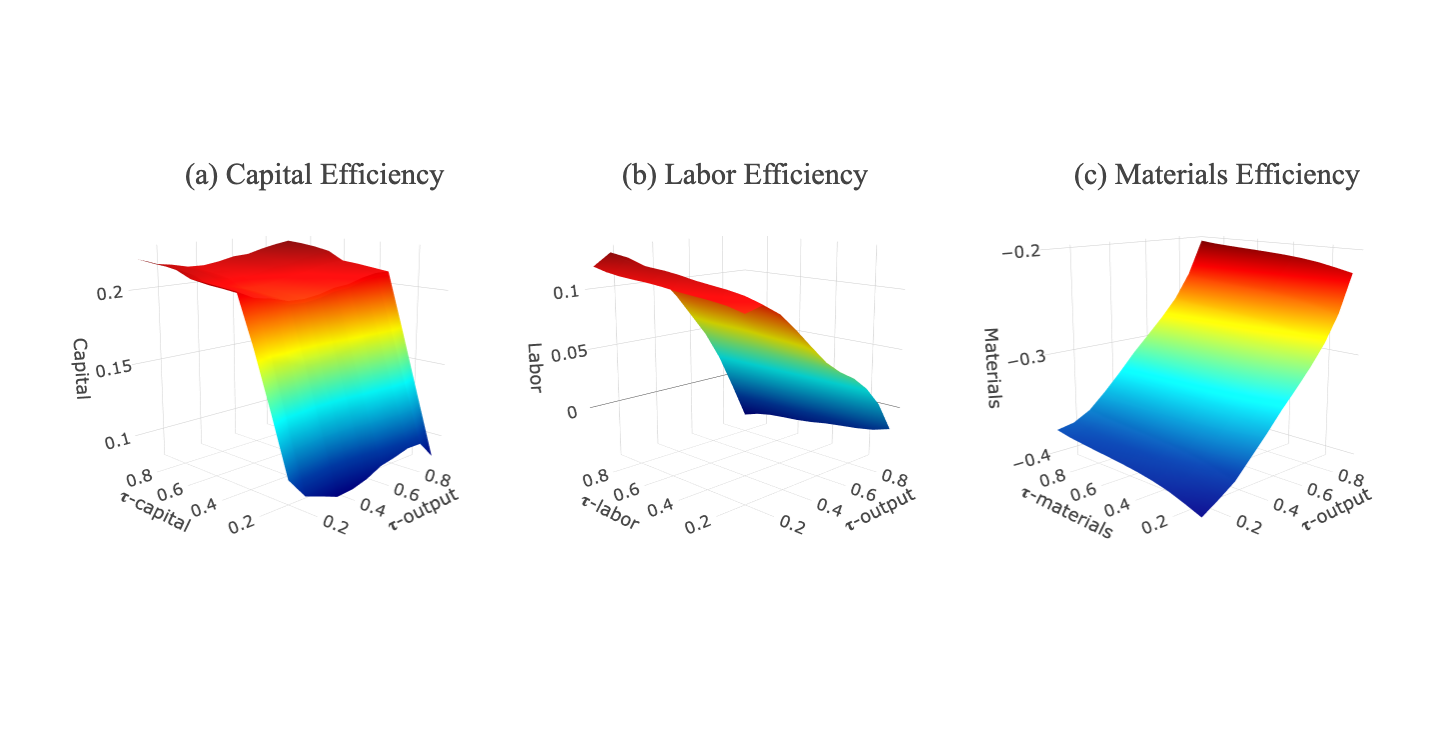 (a) Capital Efficiency
(b) Labor Efficiency
(c) Materials Efficiency
0.2
0.15
0.1
Capital
0.8
0.6
0.4
0.2
τ-capital
0.2
0.4
0.6
0.8
τ-output
0.1
0.05
0
Labor
0.8
0.6
0.4
0.2
τ-labor
0.2
0.4
0.6
0.8
τ-output
−0.2
−0.3
−0.4
Materials
0.8
0.6
0.4
0.2
τ-materials
0.2
0.4
0.6
0.8
τ-output